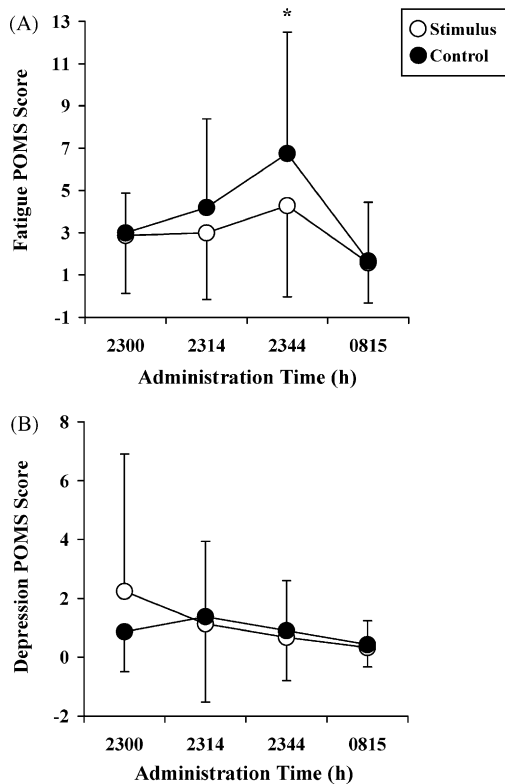 (A)
*
Stimulus
Control
Fatigue POMS Score
13
11
9
7
5
3
1
-1
2300 2314 2344 0815
Administration Time (h)
(B)
Depression POMS Score
8
6
4
2
0
-2
2300 2314 2344 0815
Administration Time (h)